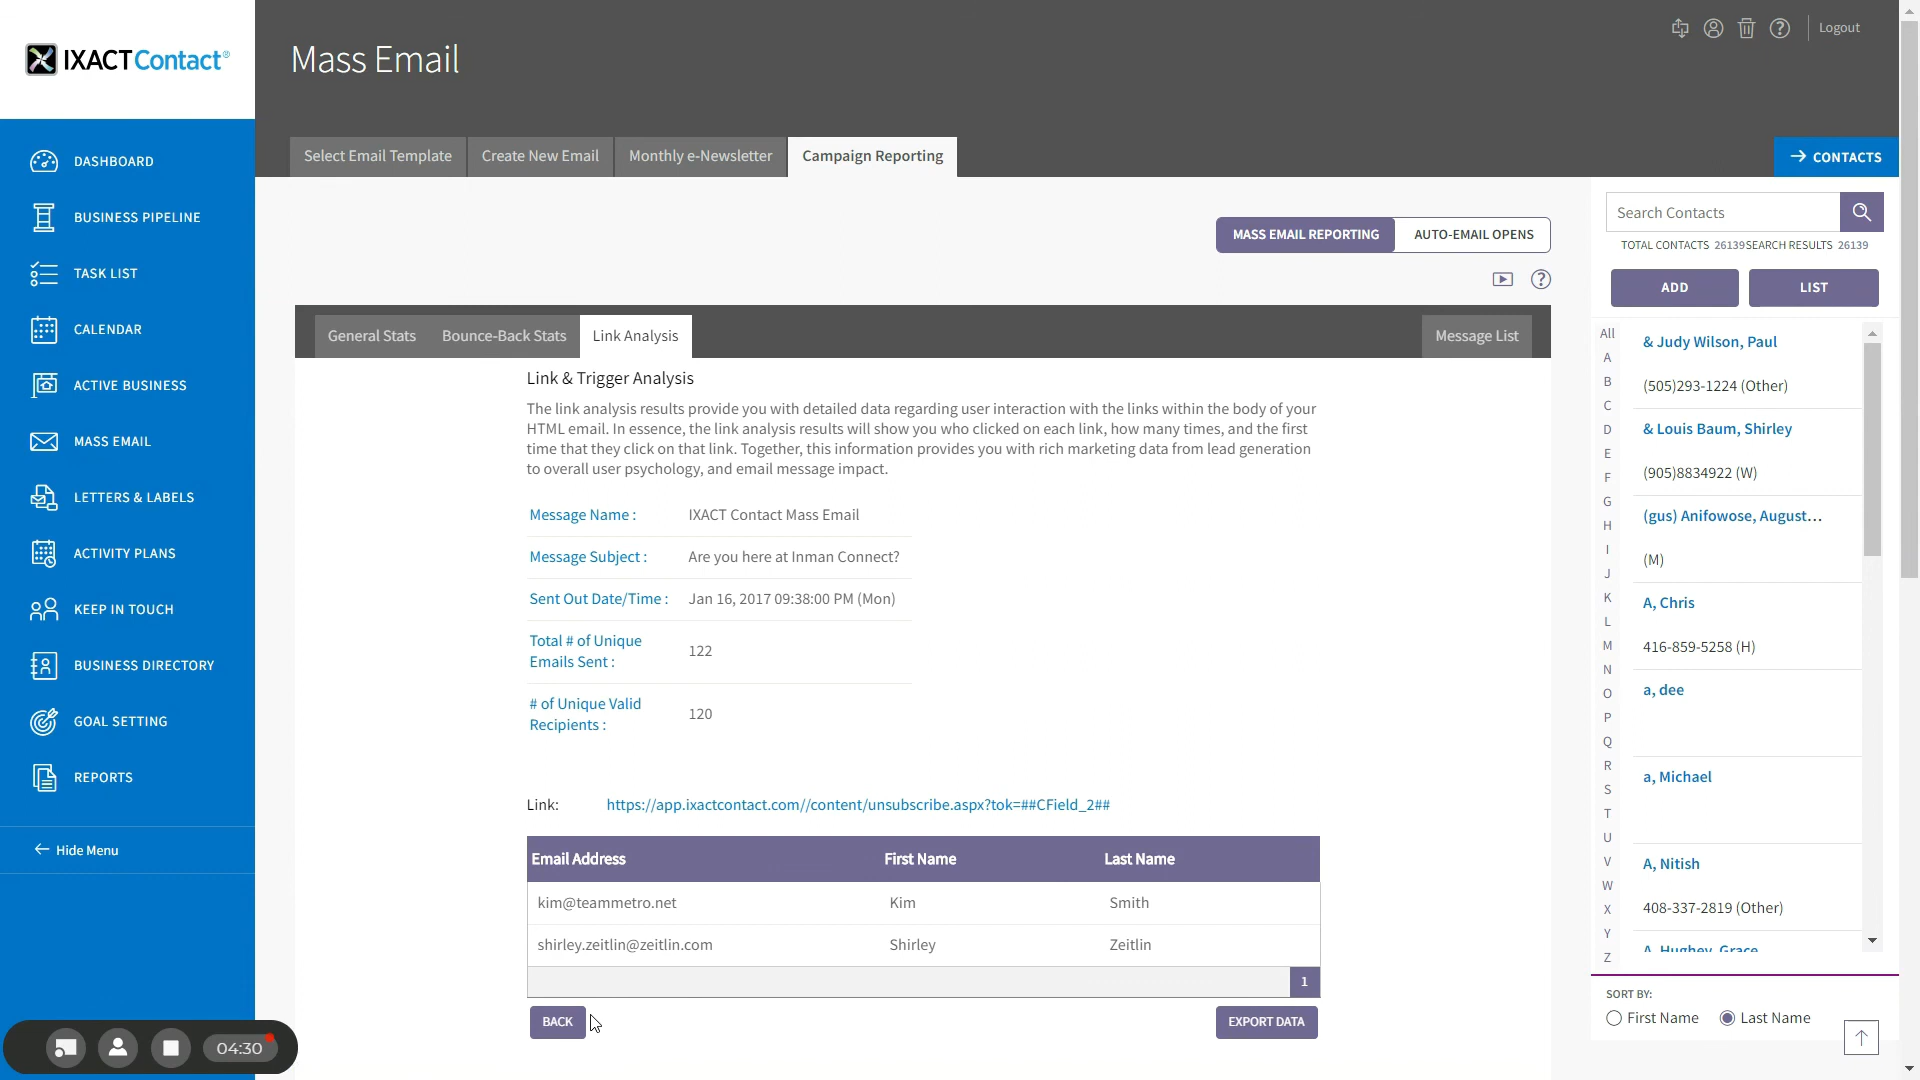 IXACTContact®
Mass Email
Logout
Select Email Template
Create New Email
Monthly e-Newsletter
Campaign Reporting
CONTACTS
DASHBOARD
BUSINESS PIPELINE
TASK LIST
CALENDAR
ACTIVE BUSINESS
MASS EMAIL
LETTERS & LABELS
ACTIVITY PLANS
KEEP IN TOUCH
BUSINESS DIRECTORY
GOAL SETTING
REPORTS
Hide Menu
MASS EMAIL REPORTING
AUTO-EMAIL OPENS
General Stats
Bounce-Back Stats
Link Analysis
Message List
Link & Trigger Analysis
The link analysis results provide you with detailed data regarding user interaction with the links within the body of your
HTML email. In essence, the link analysis results will show you who clicked on each link, how many times, and the first
time that they click on that link. Together, this information provides you with rich marketing data from lead generation
to overall user psychology, and email message impact.
Message Name : IXACT Contact Mass Email
Message Subject : Are you here at Inman Connect?
Sent Out Date/Time : Jan 16, 2017 09:38:00 PM (Mon)
Total # of Unique
Emails Sent : 122
# of Unique Valid
Recipients : 120
Link: https://app.ixactcontact.com//content/unsubscribe.aspx?tok=##CField_2##
Email Address First Name Last Name
kim@teammetro.net Kim Smith
shirley.zeitlin@zeitlin.com Shirley Zeitlin
1
BACK
EXPORT DATA
Search Contacts
TOTAL CONTACTS 26139 SEARCH RESULTS 26139
ADD
LIST
All
A
B
C
D
E
F
G
H
I
J
K
L
M
N
O
P
Q
R
S
T
U
V
W
X
Y
Z
& Judy Wilson, Paul
(505)293-1224 (Other)
& Louis Baum, Shirley
(905)8834922 (W)
(gus) Anifowose, August...
(M)
A, Chris
416-859-5258 (H)
a, dee
a, Michael
A, Nitish
408-337-2819 (Other)
A, Hughey, Grace
SORT BY:
First Name
Last Name
04:30